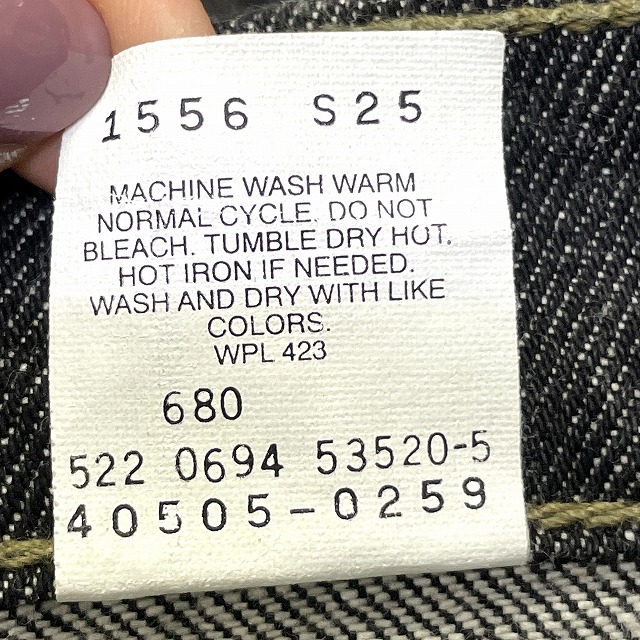 1556 S25
MACHINE WASH WARM
NORMAL CYCLE. DO NOT
BLEACH. TUMBLE DRY HOT.
HOT IRON IF NEEDED.
WASH AND DRY WITH LIKE
COLORS.
WPL 423
680
522 0694 53520-5
40505-0259